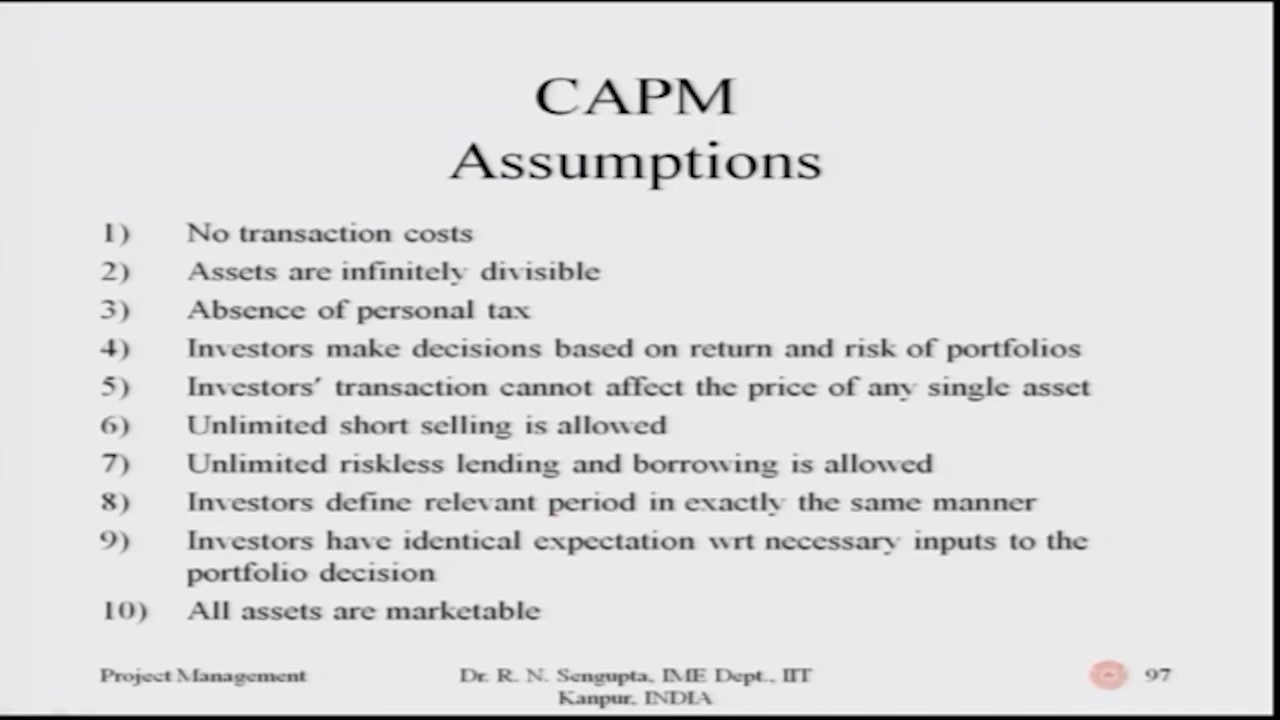 CAPM
Assumptions
1) No transaction costs
2) Assets are infinitely divisible
3) Absence of personal tax
4) Investors make decisions based on return and risk of portfolios
5) Investors’ transaction cannot affect the price of any single asset
6) Unlimited short selling is allowed
7) Unlimited riskless lending and borrowing is allowed
8) Investors define relevant period in exactly the same manner
9) Investors have identical expectation wrt necessary inputs to the
portfolio decision
10) All assets are marketable
Project Management
Dr. R. N. Sengupta, IME Dept., IIT
Kanpur, INDIA
97